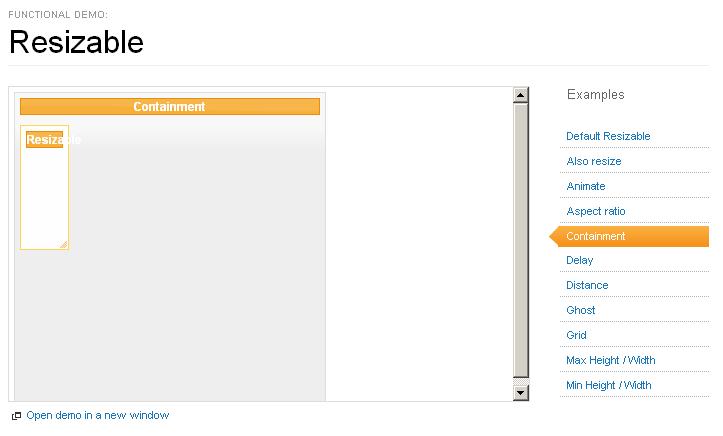 FUNCTIONAL DEMO:
Resizable
Containment
Resizable
Examples
Default Resizable
Also resize
Animate
Aspect ratio
Containment
Delay
Distance
Ghost
Grid
Max Height / Width
Min Height / Width
Open demo in a new window